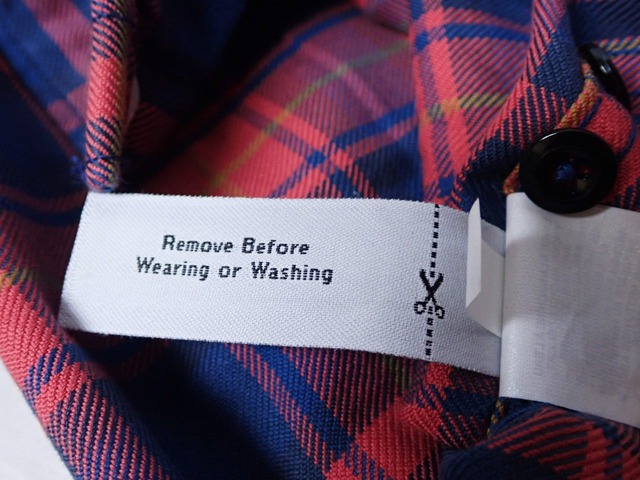 Remove Before
Wearing or Washing